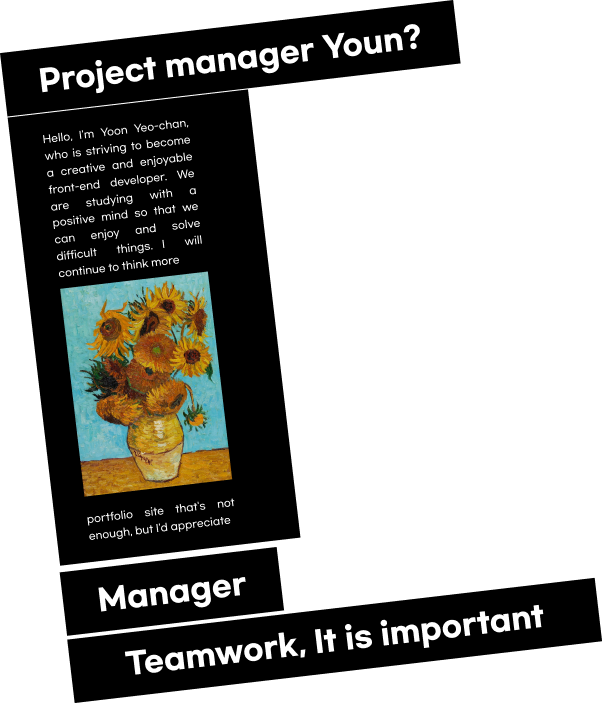 Project manager Youn?
Hello, I'm Yoon Yeo-chan,
who is striving to become
a creative and enjoyable
front-end developer. We
are studying with a
positive mind so that we
can enjoy and solve
difficult things. I will
continue to think more
portfolio site that's not
enough, but I'd appreciate
Manager
Teamwork, It is important